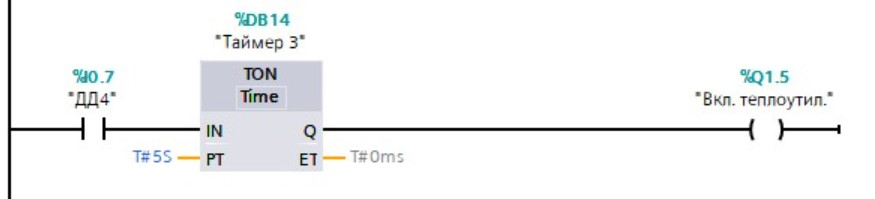 %DB14
"Таймер 3"
%I0.7
"ДД4"
TON
Time
%Q1.5
"Вкл. теплоутил."
IN Q
T#5S PT ET T#0ms